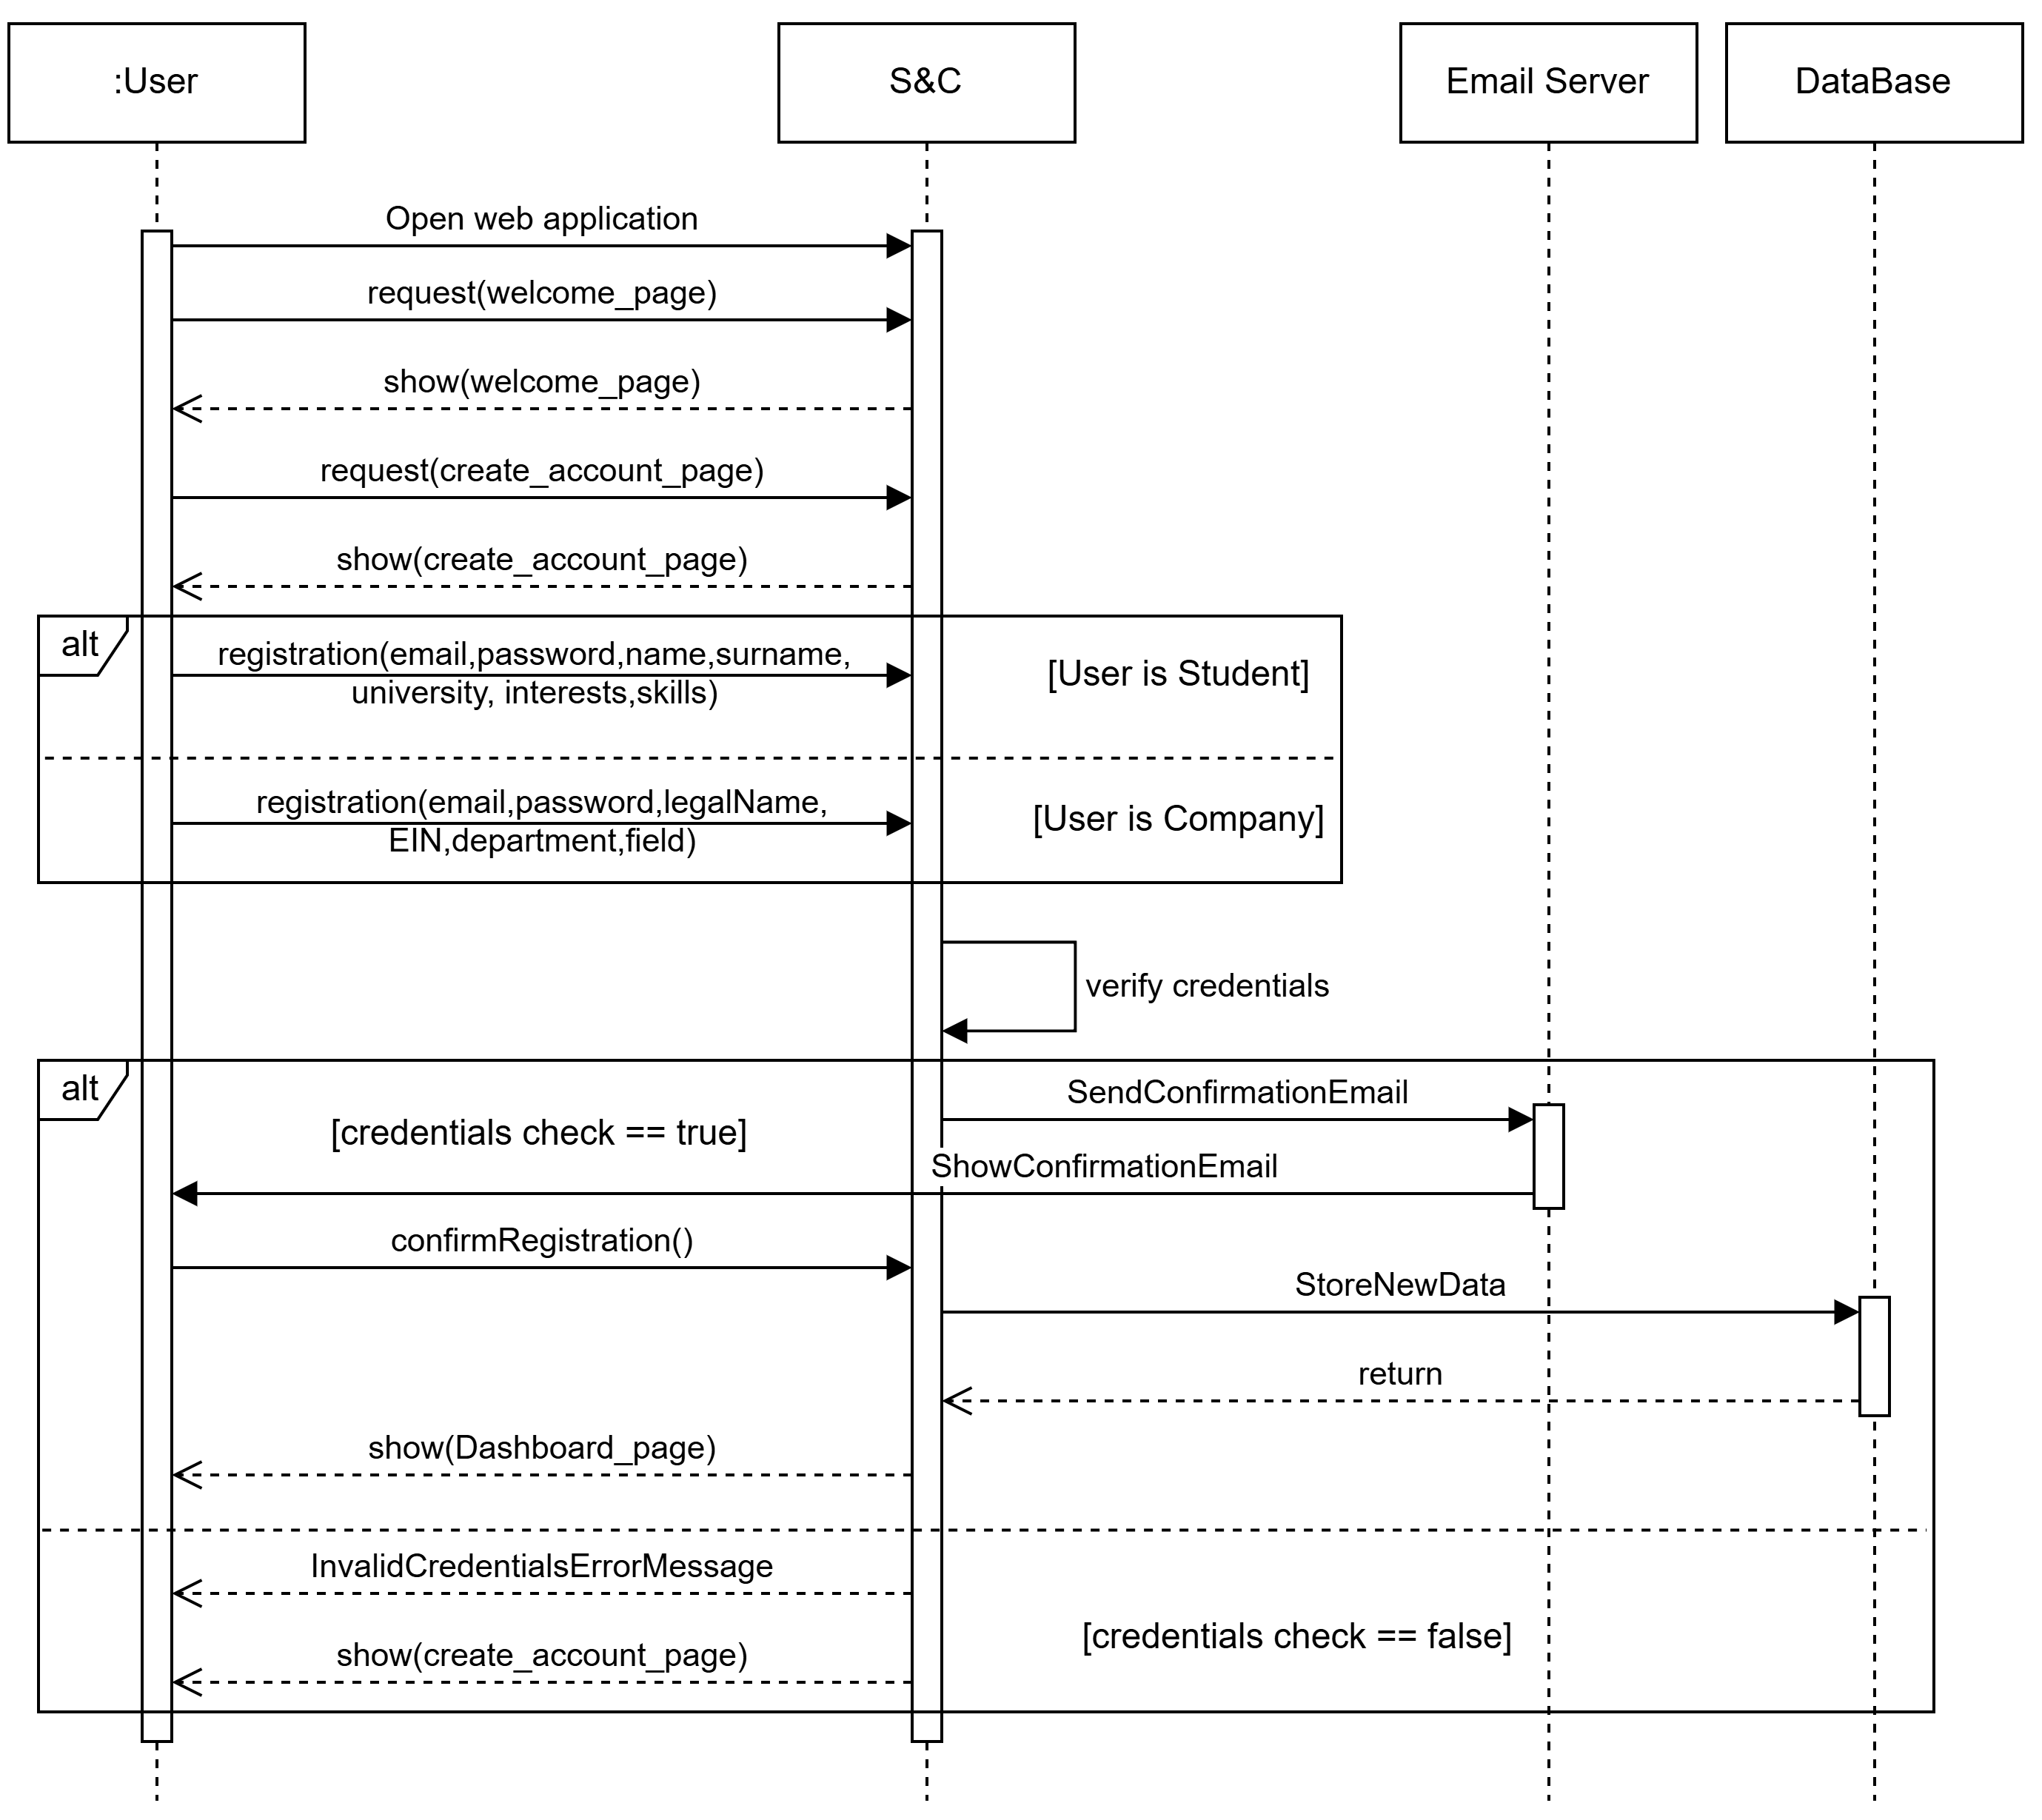 :User
S&C
Email Server
DataBase
Open web application
request(welcome_page)
show(welcome_page)
request(create_account_page)
show(create_account_page)
alt
registration(email,password,name,surname,
university, interests,skills)
[User is Student]
registration(email,password,legalName,
EIN,department,field)
[User is Company]
verify credentials
alt
SendConfirmationEmail
[credentials check == true]
ShowConfirmationEmail
confirmRegistration()
StoreNewData
return
show(Dashboard_page)
InvalidCredentialsErrorMessage
[credentials check == false]
show(create_account_page)